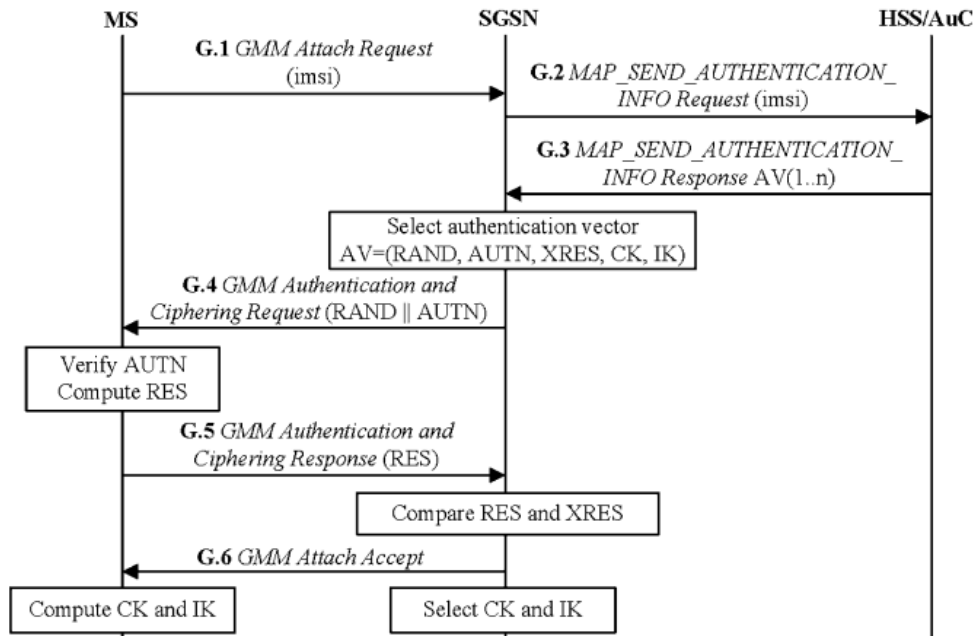 MS
SGSN
HSS/AuC
G.1 GMM Attach Request
(imsi)
G.2 MAP_SEND_AUTHENTICATION_
INFO Request (imsi)
G.3 MAP_SEND_AUTHENTICATION_
INFO Response AV(1..n)
Select authentication vector
AV=(RAND, AUTN, XRES, CK, IK)
G.4 GMM Authentication and
Ciphering Request (RAND || AUTN)
Verify AUTN
Compute RES
G.5 GMM Authentication and
Ciphering Response (RES)
Compare RES and XRES
G.6 GMM Attach Accept
Compute CK and IK
Select CK and IK